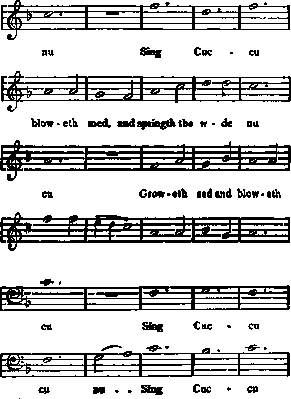 nu Sing Cuc - cu
blow - eth med, and springth the w - de nu
cu Grow - eth sed and blow - eth
cu Sing Cuc - cu
cu nu - . Sing Cuc - cu